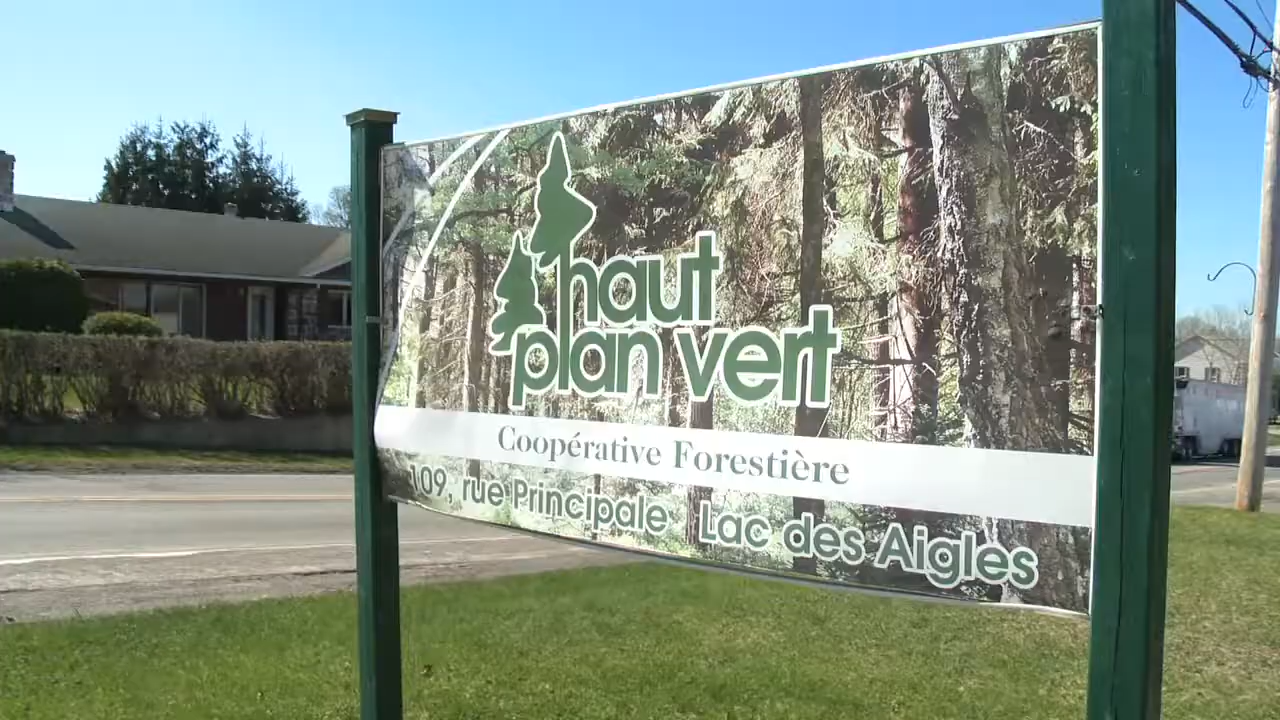 haut
plan vert
Coopérative Forestière
109, rue Principale Lac des Aigles